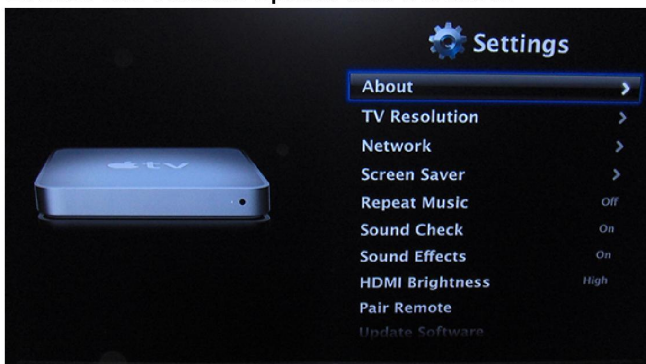 Settings
tv
About
TV Resolution
Network
Screen Saver
Repeat Music Off
Sound Check On
Sound Effects On
HDMI Brightness High
Pair Remote
Update Software